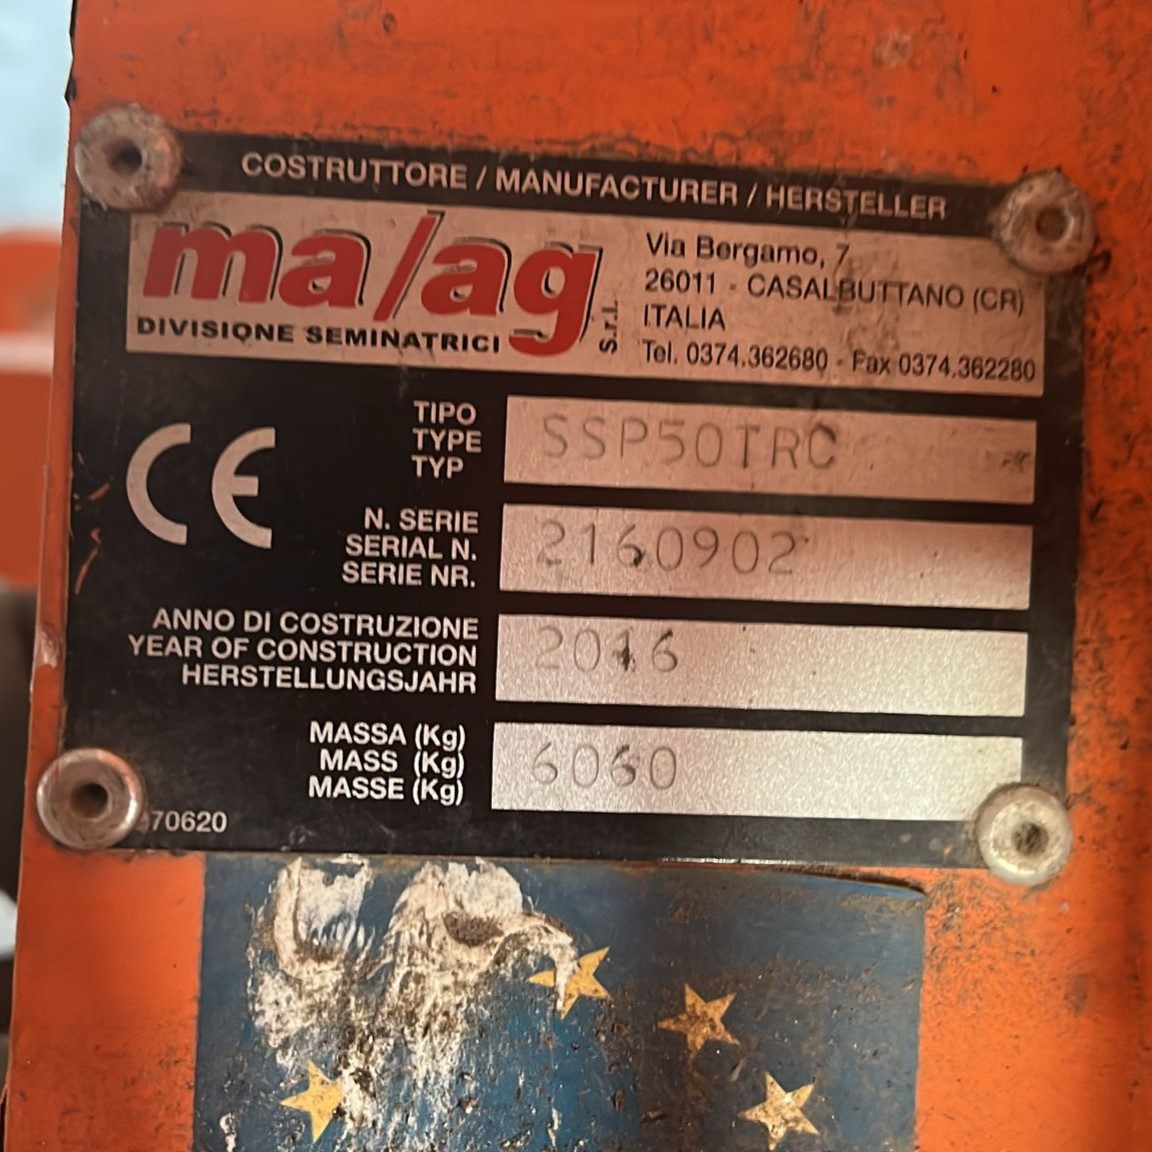 COSTRUTTORE / MANUFACTURER / HERSTELLER
ma/ag S.r.l.
DIVISIONE SEMINATRICI
Via Bergamo, 7
26011 - CASALBUTTANO (CR)
ITALIA
Tel. 0374.362680 - Fax 0374.362280
CE
TIPO
TYPE
TYP
SSP50TRC
N. SERIE
SERIAL N.
SERIE NR.
2160902
ANNO DI COSTRUZIONE
YEAR OF CONSTRUCTION
HERSTELLUNGSJAHR
2016
MASSA (Kg)
MASS (Kg)
MASSE (Kg)
6060